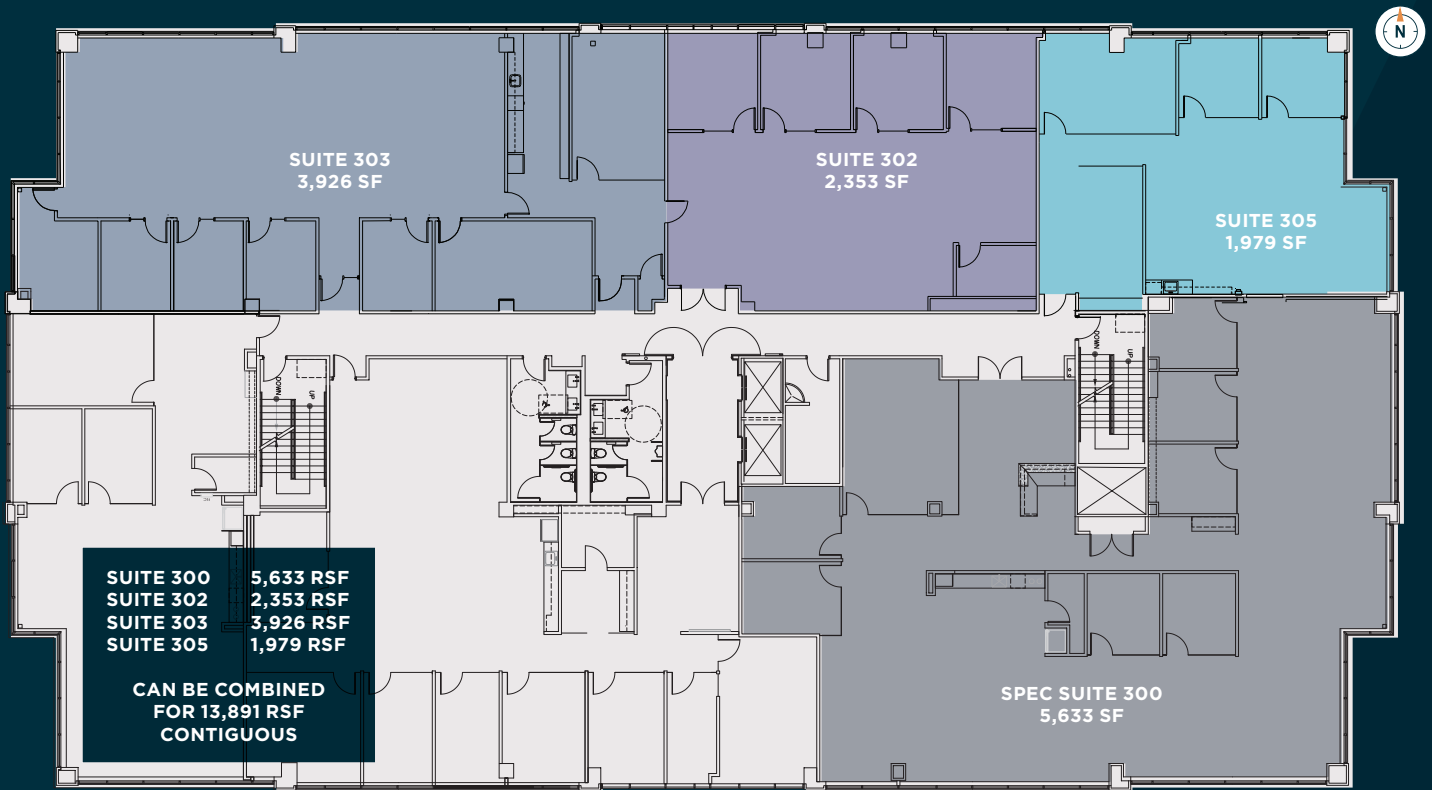 N
SUITE 303
3,926 SF
SUITE 302
2,353 SF
SUITE 305
1,979 SF
DOWN
UP
DOWN
UP
SUITE 300 5,633 RSF
SUITE 302 2,353 RSF
SUITE 303 3,926 RSF
SUITE 305 1,979 RSF
CAN BE COMBINED
FOR 13,891 RSF
CONTIGUOUS
SPEC SUITE 300
5,633 SF